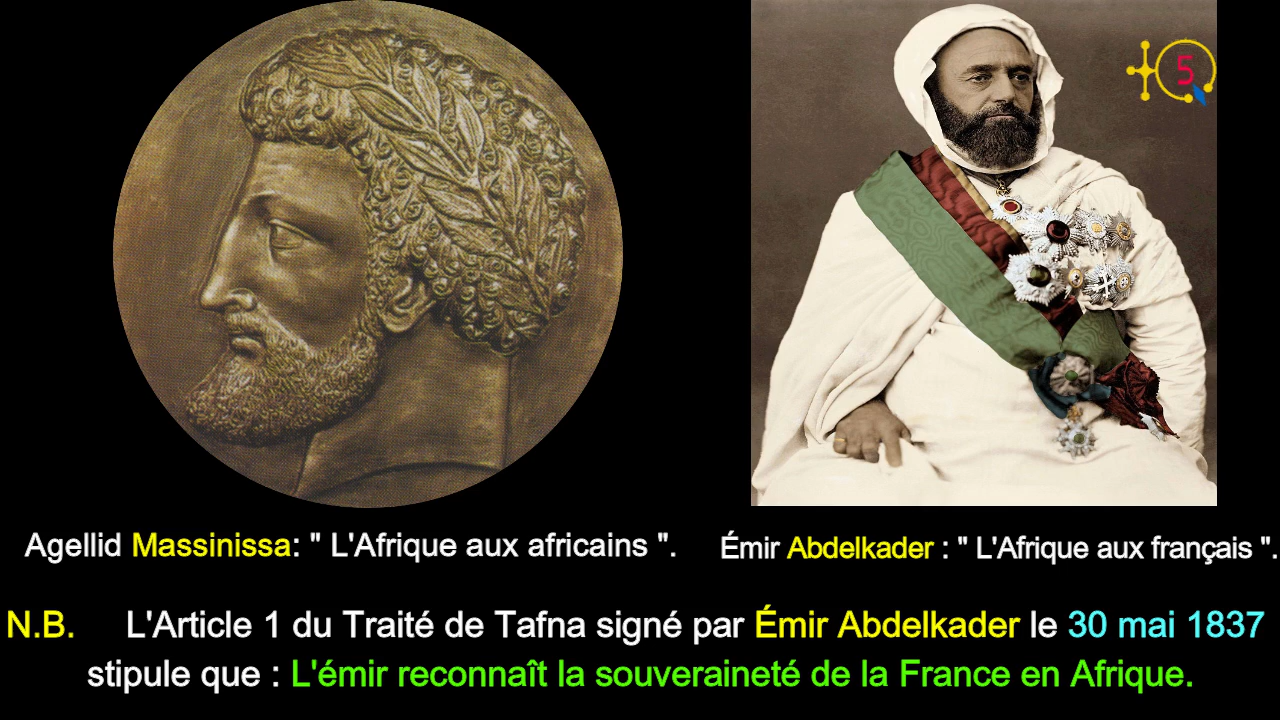 5
Agellid Massinissa: " L'Afrique aux africains ".
Émir Abdelkader : " L'Afrique aux français ".
N.B. L'Article 1 du Traité de Tafna signé par Émir Abdelkader le 30 mai 1837
stipule que : L'émir reconnaît la souveraineté de la France en Afrique.